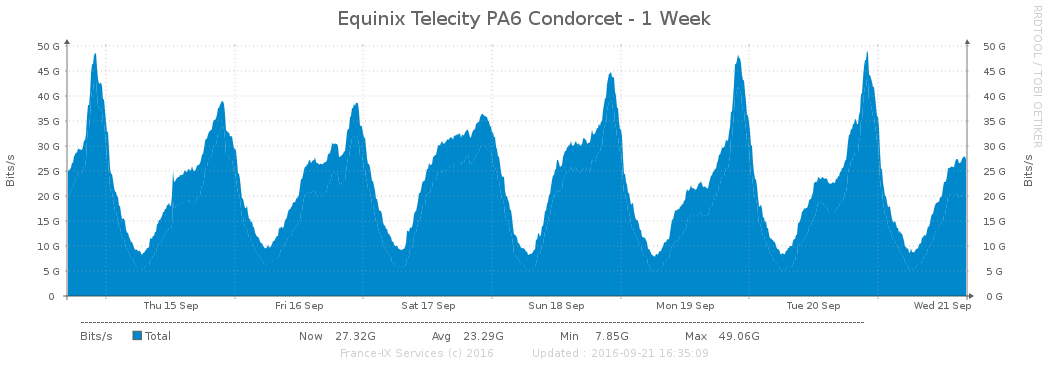 Equinix Telecity PA6 Condorcet - 1 Week
RRDTOOL / TOBI OETIKER
50 G 50 G
45 G 45 G
40 G 40 G
35 G 35 G
30 G 30 G
25 G 25 G
20 G 20 G
15 G 15 G
10 G 10 G
5 G 5 G
0 0 G
Bits/s
Bits/s
Thu 15 Sep Fri 16 Sep Sat 17 Sep Sun 18 Sep Mon 19 Sep Tue 20 Sep Wed 21 Sep
Bits/s Total Now 27.32G Avg 23.29G Min 7.85G Max 49.06G
France-IX Services (c) 2016 Updated : 2016-09-21 16:35:09